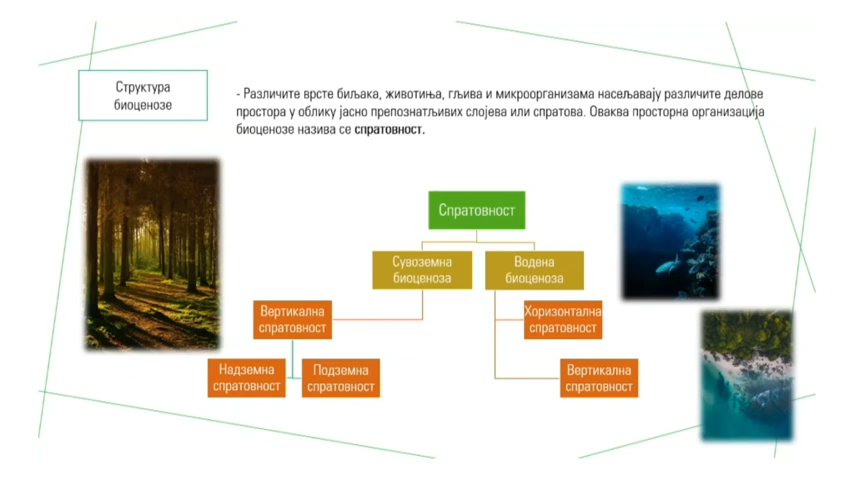 Структура
биоценозе
- Различите врсте биљака, животиња, гљива и микроорганизама насељавају различите делове
простора у облику јасно препознатљивих слојева или спратова. Оваква просторна организација
биоценозе назива се спратовност.
Спратовност
Сувоземна
биоценоза
Водена
биоценоза
Вертикална
спратовност
Хоризонтална
спратовност
Надземна
спратовност
Подземна
спратовност
Вертикална
спратовност